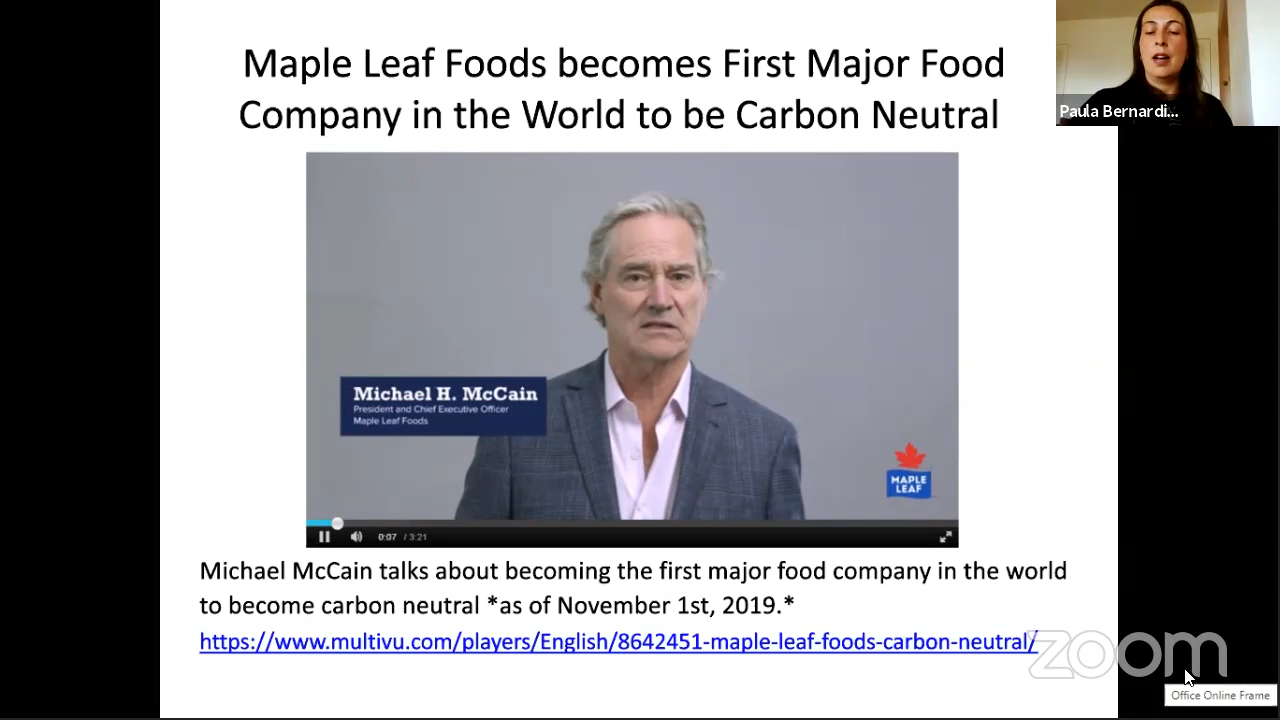 Maple Leaf Foods becomes First Major Food
Company in the World to be Carbon Neutral
Paula Bernardi...
Michael H. McCain
President and Chief Executive Officer
Maple Leaf Foods
MAPLE
LEAF
0:07 / 3:21
Michael McCain talks about becoming the first major food company in the world
to become carbon neutral *as of November 1st, 2019.*
https://www.multivu.com/players/English/8642451-maple-leaf-foods-carbon-neutral/
zoom
Office Online Frame